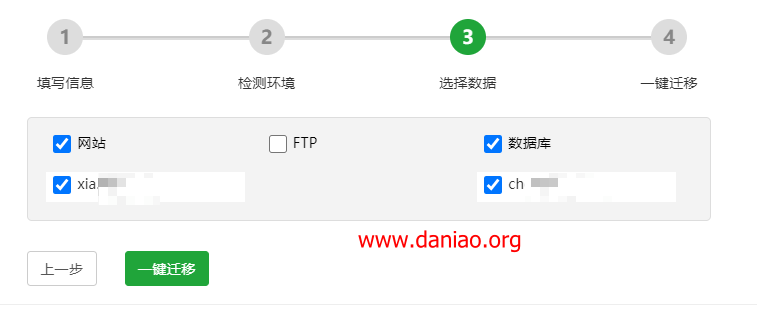 1 2 3 4
填写信息 检测环境 选择数据 一键迁移
网站 FTP 数据库
xia. ch
www.daniao.org
上一步 一键迁移